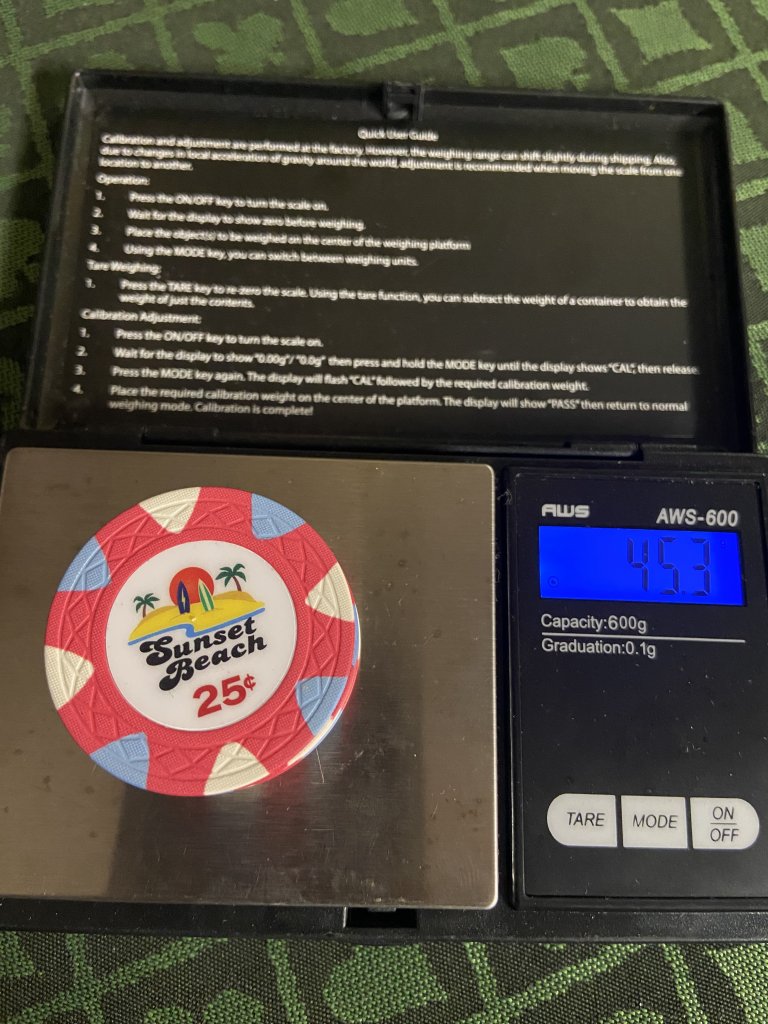 Quick User Guide
Calibration and adjustment are performed at the factory. However, the weighing range can shift slightly during shipping. Also,
due to changes in local acceleration of gravity around the world, adjustment is recommended when moving the scale from one
location to another.
Operation:
1. Press the ON/OFF key to turn the scale on.
2. Wait for the display to show zero before weighing.
3. Place the object(s) to be weighed on the center of the weighing platform
4. Using the MODE key, you can switch between weighing units.
Tare Weighing:
1. Press the TARE key to re-zero the scale. Using the tare function, you can subtract the weight of a container to obtain the
weight of just the contents.
Calibration Adjustment:
1. Press the ON/OFF key to turn the scale on.
2. Wait for the display to show "0.00g"/ "0.0g" then press and hold the MODE key until the display shows "CAL", then release.
3. Press the MODE key again. The display will flash "CAL" followed by the required calibration weight.
4. Place the required calibration weight on the center of the platform. The display will show "PASS" then return to normal
weighing mode. Calibration is complete!
AWS AWS-600
45.3
Capacity:600g
Graduation:0.1g
Sunset
Beach
25¢
TARE MODE ON
OFF